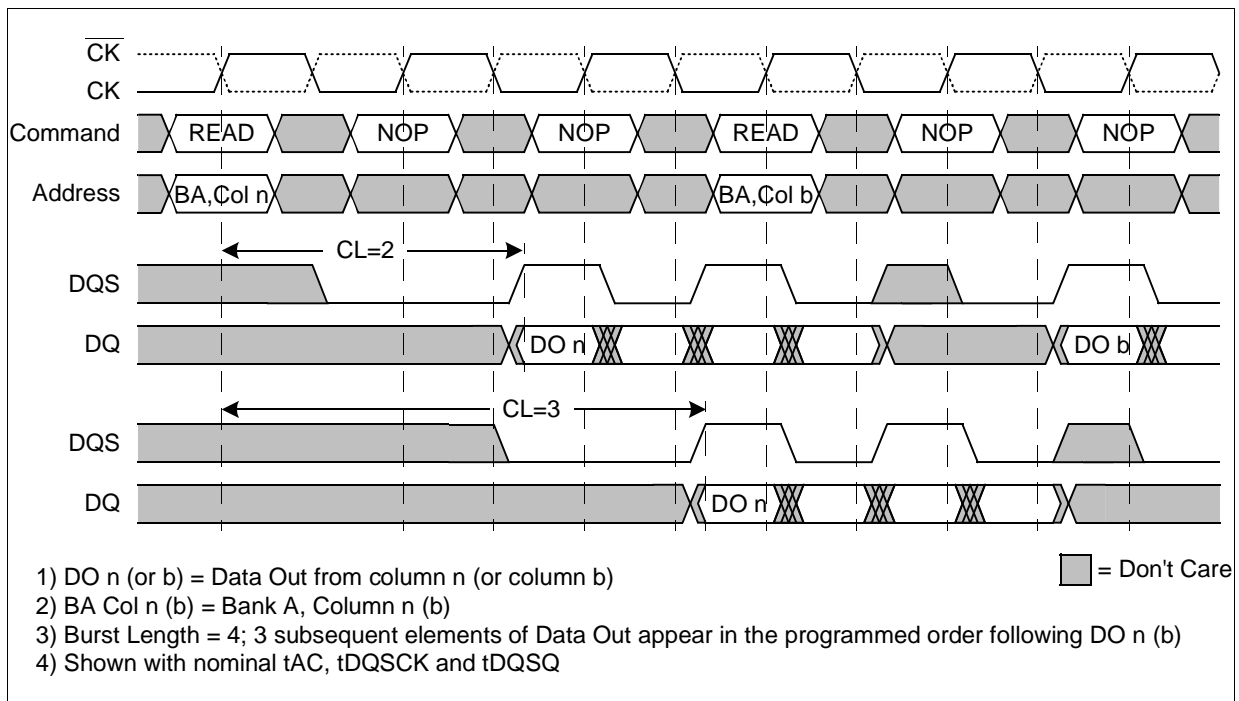 CK
CK
Command READ NOP NOP READ NOP NOP
Address BA,Col n BA,Col b
CL=2
DQS
DQ DO n DO b
CL=3
DQS
DQ DO n
1) DO n (or b) = Data Out from column n (or column b)
= Don't Care
2) BA Col n (b) = Bank A, Column n (b)
3) Burst Length = 4; 3 subsequent elements of Data Out appear in the programmed order following DO n (b)
4) Shown with nominal tAC, tDQSCK and tDQSQ